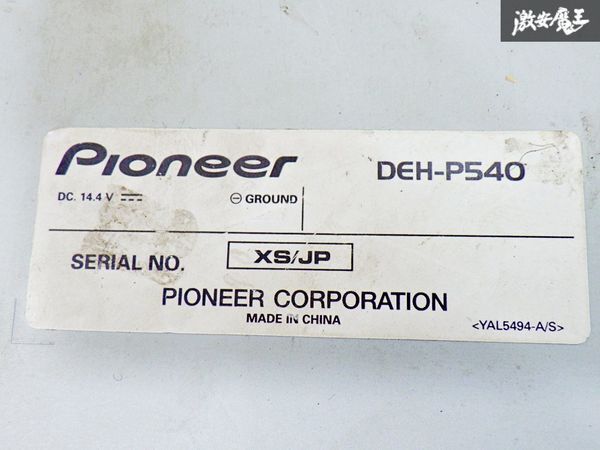 激安魔王
Pioneer DEH-P540
DC. 14.4 V ⊖ GROUND
SERIAL NO. XS/JP
PIONEER CORPORATION
MADE IN CHINA
<YAL5494-A/S>